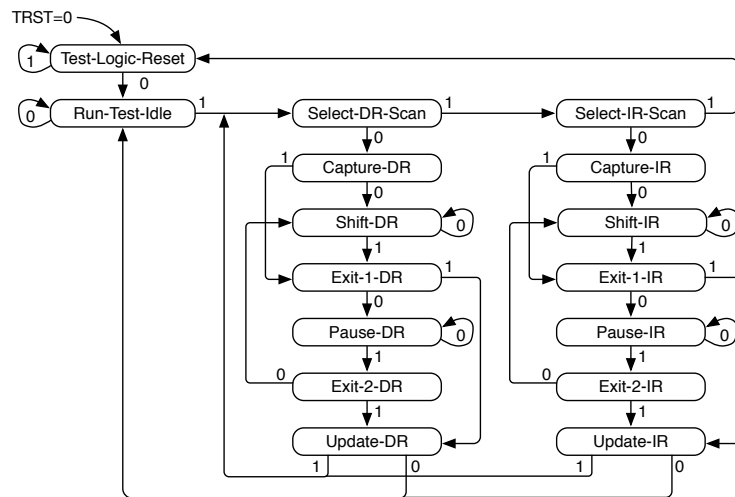 TRST=0
1 Test-Logic-Reset
0
0 Run-Test-Idle 1 Select-DR-Scan 1 Select-IR-Scan 1
0 0
1 Capture-DR 1 Capture-IR
0 0
Shift-DR 0 Shift-IR 0
1 1
Exit-1-DR 1 Exit-1-IR 1
0 0
Pause-DR 0 Pause-IR 0
1 1
0 Exit-2-DR 0 Exit-2-IR
1 1
Update-DR Update-IR
1 0 1 0